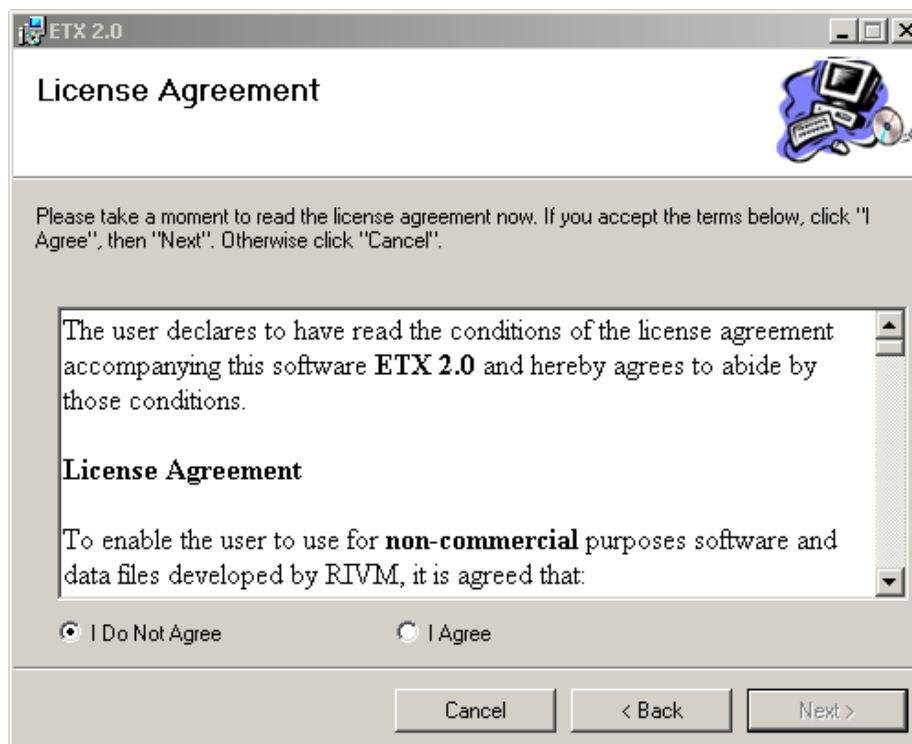 ETX 2.0
License Agreement
Please take a moment to read the license agreement now. If you accept the terms below, click "I
Agree", then "Next". Otherwise click "Cancel".
The user declares to have read the conditions of the license agreement
accompanying this software ETX 2.0 and hereby agrees to abide by
those conditions.
License Agreement
To enable the user to use for non-commercial purposes software and
data files developed by RIVM, it is agreed that:
I Do Not Agree
I Agree
Cancel
< Back
Next >